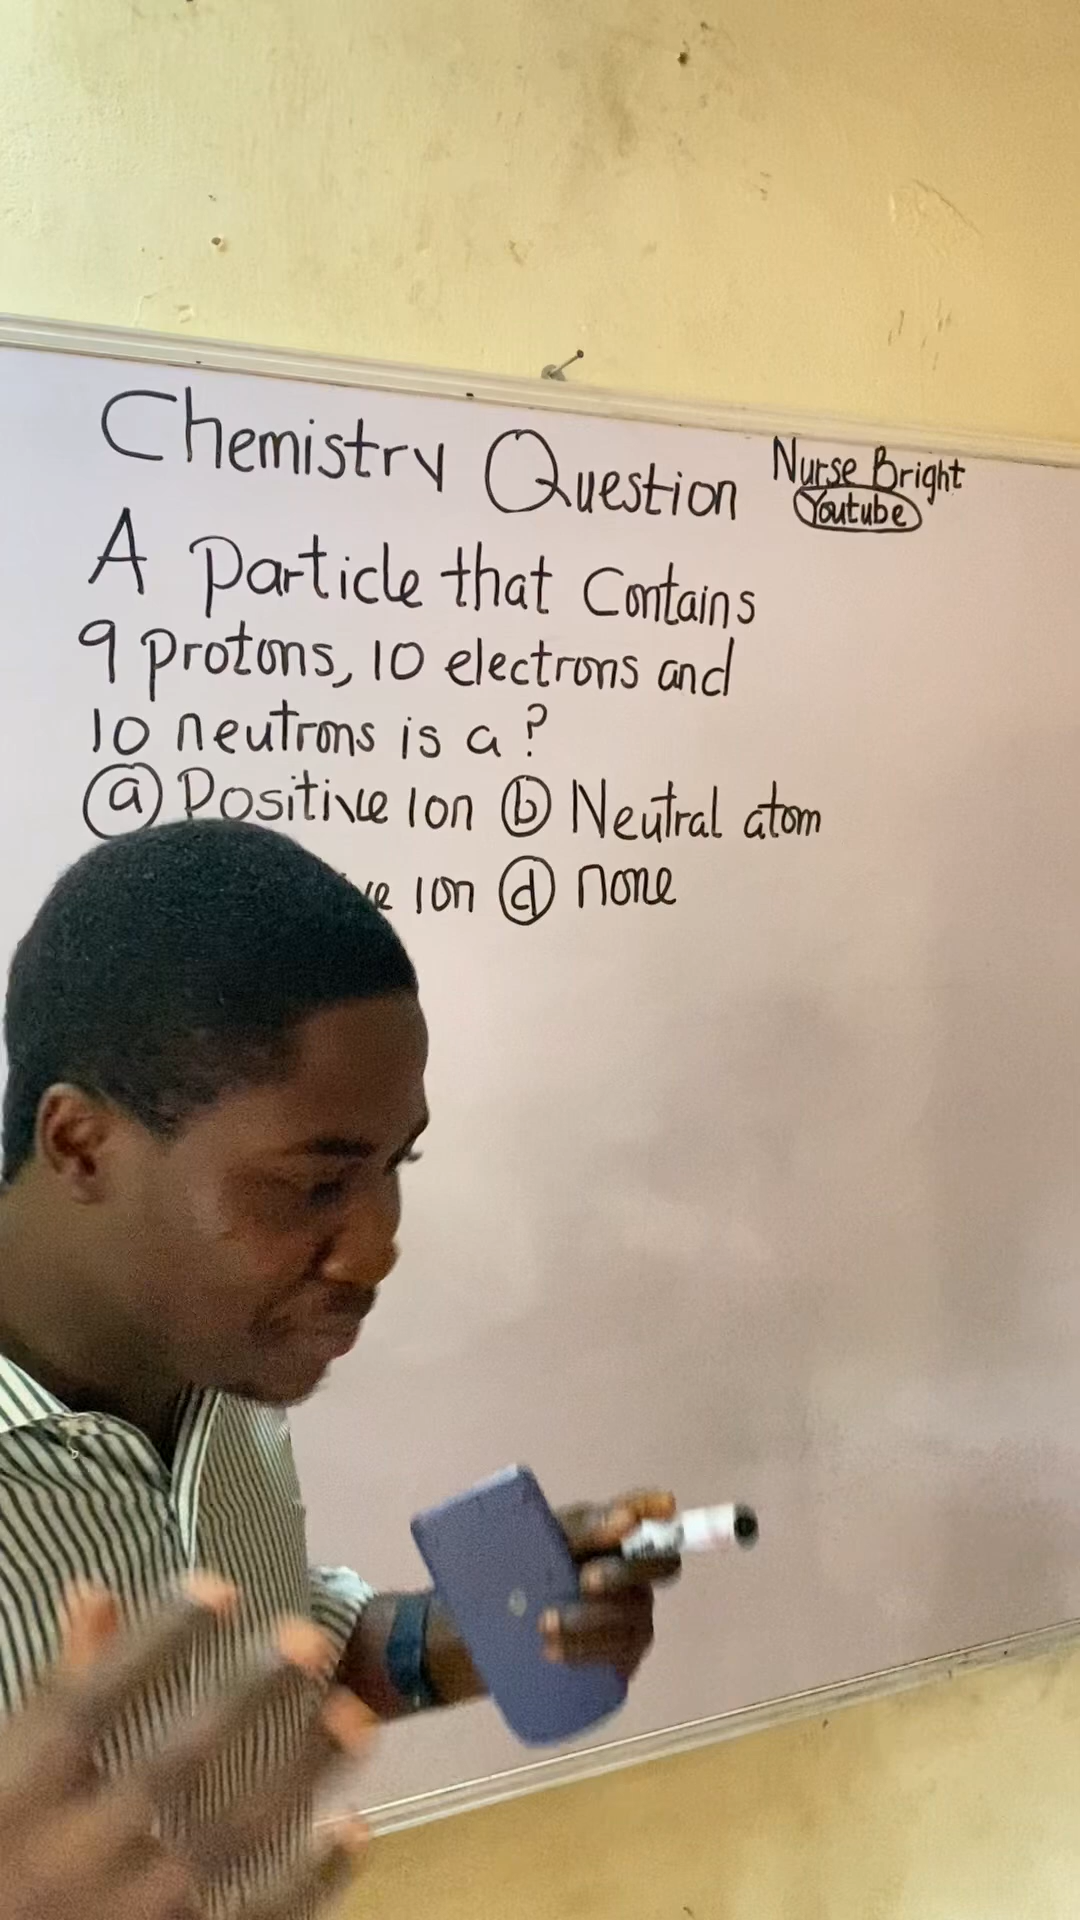 Chemistry Question
Nurse Bright
Youtube
A Particle that Contains
9 protons, 10 electrons and
10 neutrons is a ?
(a) Positive Ion (b) Neutral atom
Ion (d) none